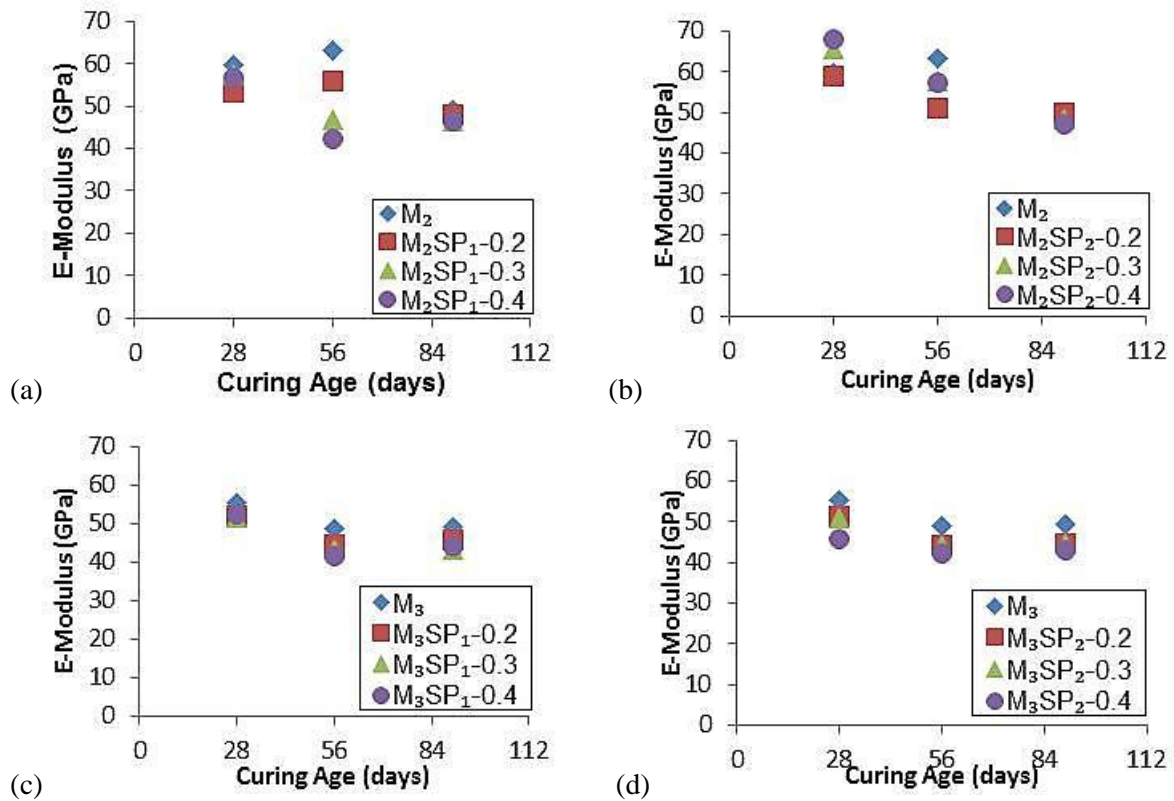 70
60
50
40
30
20
10
0
E-Modulus (GPa)
M₂
M₂SP₁-0.2
M₂SP₁-0.3
M₂SP₁-0.4
0 28 56 84 112
Curing Age (days)
(a)
70
60
50
40
30
20
10
0
E-Modulus (GPa)
M₂
M₂SP₂-0.2
M₂SP₂-0.3
M₂SP₂-0.4
0 28 56 84 112
Curing Age (days)
(b)
70
60
50
40
30
20
10
0
E-Modulus (GPa)
M₃
M₃SP₁-0.2
M₃SP₁-0.3
M₃SP₁-0.4
0 28 56 84 112
Curing Age (days)
(c)
70
60
50
40
30
20
10
0
E-Modulus (GPa)
M₃
M₃SP₂-0.2
M₃SP₂-0.3
M₃SP₂-0.4
0 28 56 84 112
Curing Age (days)
(d)